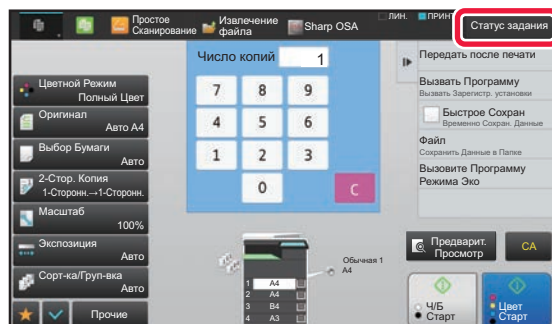 Простое
Сканирование
Извлечение
файла
Sharp OSA
ЛИН.
ПРИНТ
Статус задания
Число копий
1
7 8 9
4 5 6
1 2 3
0 C
Цветной Режим
Полный Цвет
Оригинал
Авто A4
Выбор Бумаги
Авто
2-Стор. Копия
1-Сторонн.→1-Сторонн.
Масштаб
100%
Экспозиция
Авто
Сорт-ка/Груп-вка
Авто
Прочие
Обычная 1
A4
1 A4
2 A4
3 B4
4 A3
Передать после печати
Вызвать Программу
Вызвать Зарегистр. установки
Быстрое Сохран
Временно Сохран. Данные
Файл
Сохранить Данные в Папке
Вызовите Программу
Режима Эко
Предварит.
Просмотр
CA
Ч/Б
Старт
Цвет
Старт